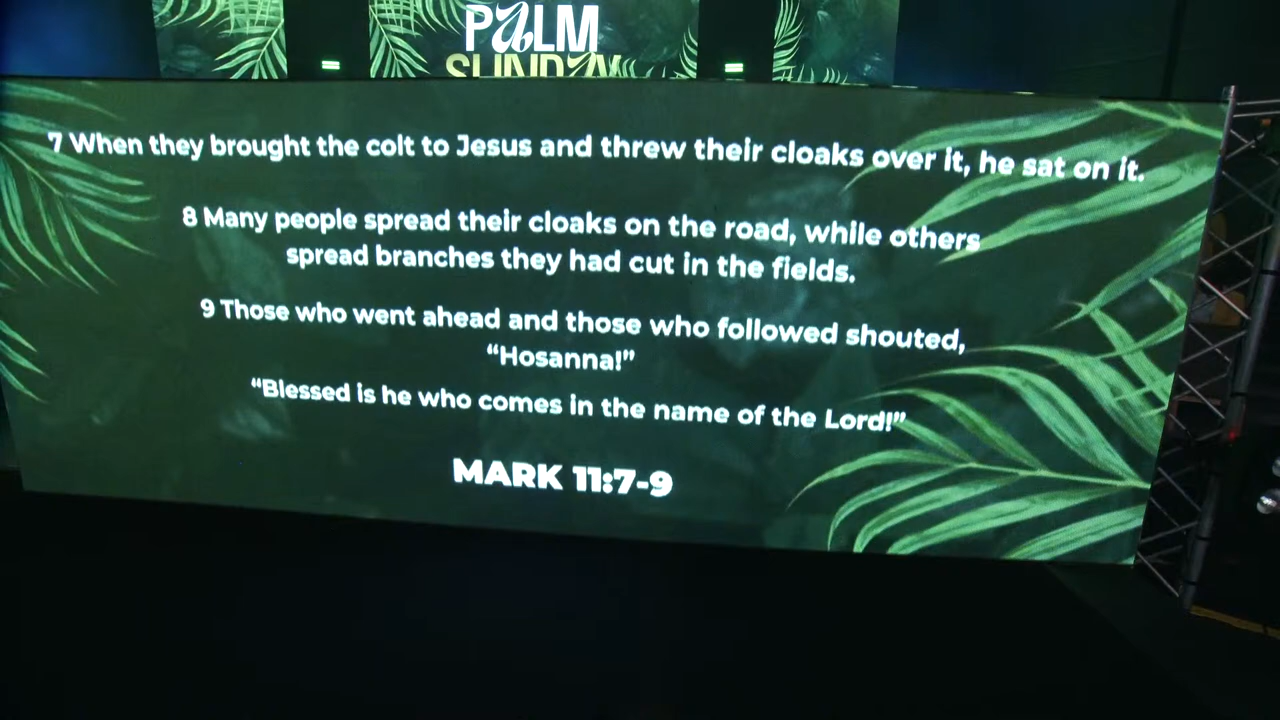 PALM
SUNDAY
7 When they brought the colt to Jesus and threw their cloaks over it, he sat on it.
8 Many people spread their cloaks on the road, while others
spread branches they had cut in the fields.
9 Those who went ahead and those who followed shouted,
“Hosanna!”
“Blessed is he who comes in the name of the Lord!”
MARK 11:7-9